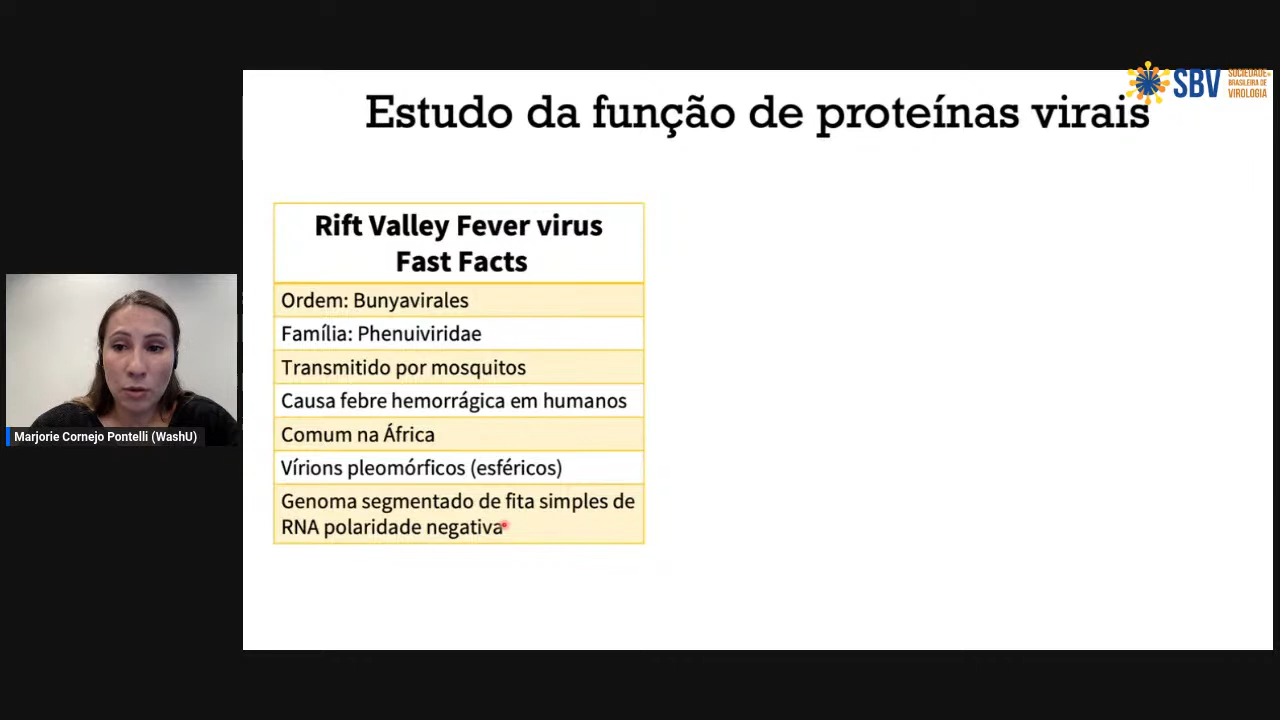 SBV
SOCIEDADE
BRASILEIRA DE
VIROLOGIA
Estudo da função de proteínas virais
Rift Valley Fever virus
Fast Facts
Ordem: Bunyavirales
Família: Phenuiviridae
Transmitido por mosquitos
Causa febre hemorrágica em humanos
Comum na África
Vírions pleomórficos (esféricos)
Genoma segmentado de fita simples de
RNA polaridade negativa
Marjorie Cornejo Pontelli (WashU)